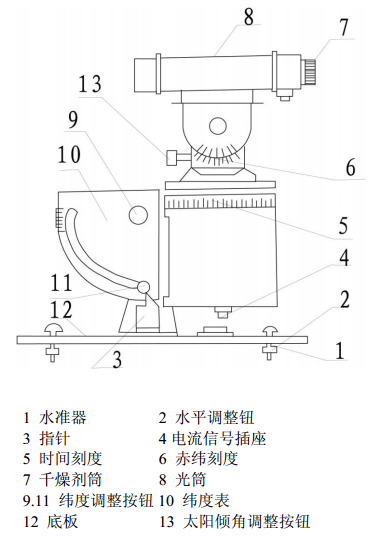 8
7
13
9
10
6
5
4
11
12
2
3
1
1 水准器 2 水平调整钮
3 指针 4 电流信号插座
5 时间刻度 6 赤纬刻度
7 干燥剂筒 8 光筒
9.11 纬度调整按钮 10 纬度表
12 底板 13 太阳倾角调整按钮